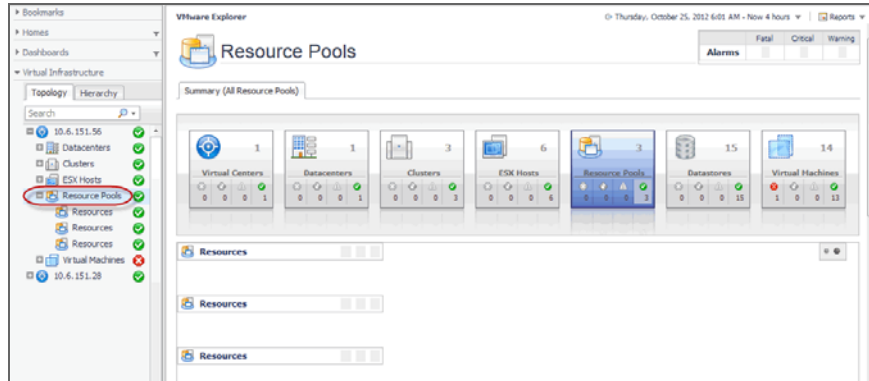 Bookmarks
Homes
Dashboards
Virtual Infrastructure
Topology Hierarchy
Search
10.6.151.56
Datacenters
Clusters
ESX Hosts
Resource Pools
Resources
Resources
Resources
Virtual Machines
10.6.151.28
VMware Explorer
Thursday, October 25, 2012 6:01 AM - Now 4 hours Reports
Resource Pools
Fatal Critical Warning
Alarms
Summary (All Resource Pools)
1 1 3 6 3 15 14
Virtual Centers Datacenters Clusters ESX Hosts Resource Pools Datastores Virtual Machines
0 0 0 1 0 0 0 1 0 0 0 3 0 0 0 6 0 0 0 3 0 0 0 15 1 0 0 13
Resources
Resources
Resources